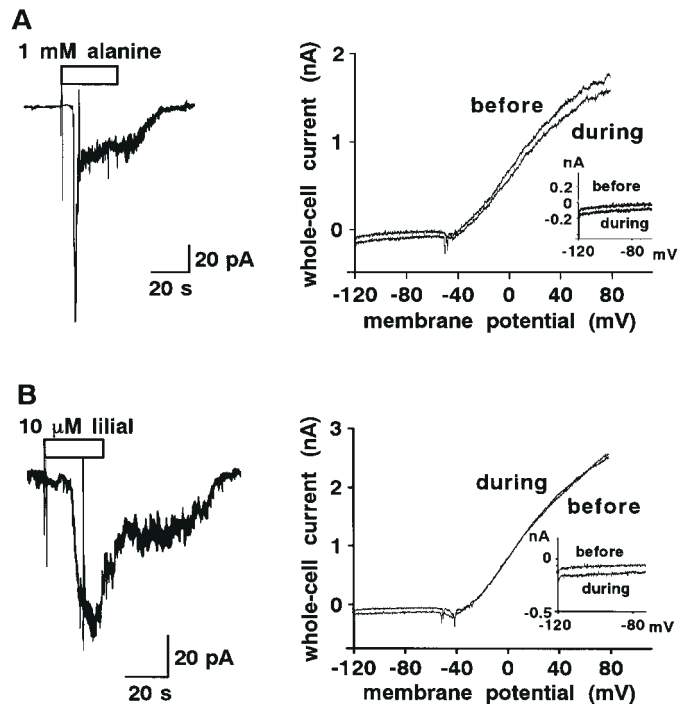 A
1 mM alanine
20 pA
20 s
whole-cell current (nA)
2
1
0
before
during
nA
0.2
0
-0.2
before
during
-120 -80 mV
-120 -80 -40 0 40 80
membrane potential (mV)
B
10 μM lilial
20 pA
20 s
whole-cell current (nA)
3
2
1
0
during
before
nA
0
-0.5
before
during
-120 -80 mV
-120 -80 -40 0 40 80
membrane potential (mV)